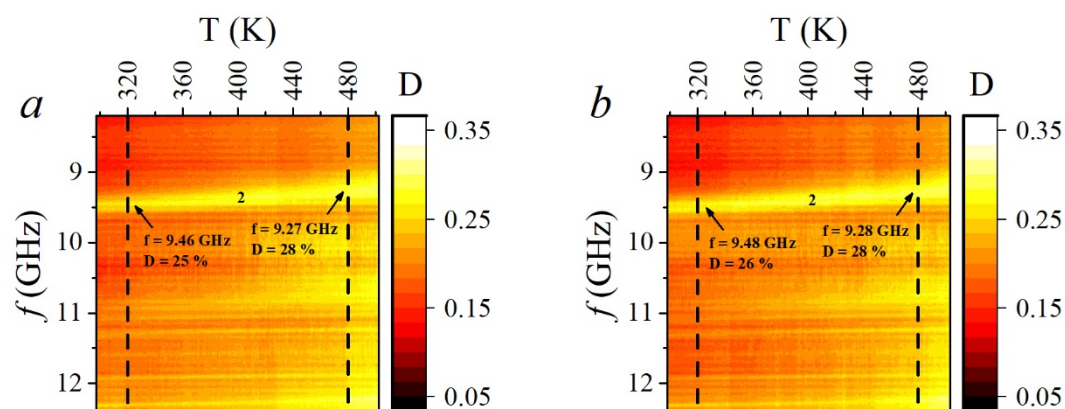 T (K)
a
320
360
400
440
480
D
f (GHz)
9
10
11
12
2
f = 9.46 GHz
D = 25 %
f = 9.27 GHz
D = 28 %
0.35
0.25
0.15
0.05
T (K)
b
320
360
400
440
480
D
f (GHz)
9
10
11
12
2
f = 9.48 GHz
D = 26 %
f = 9.28 GHz
D = 28 %
0.35
0.25
0.15
0.05